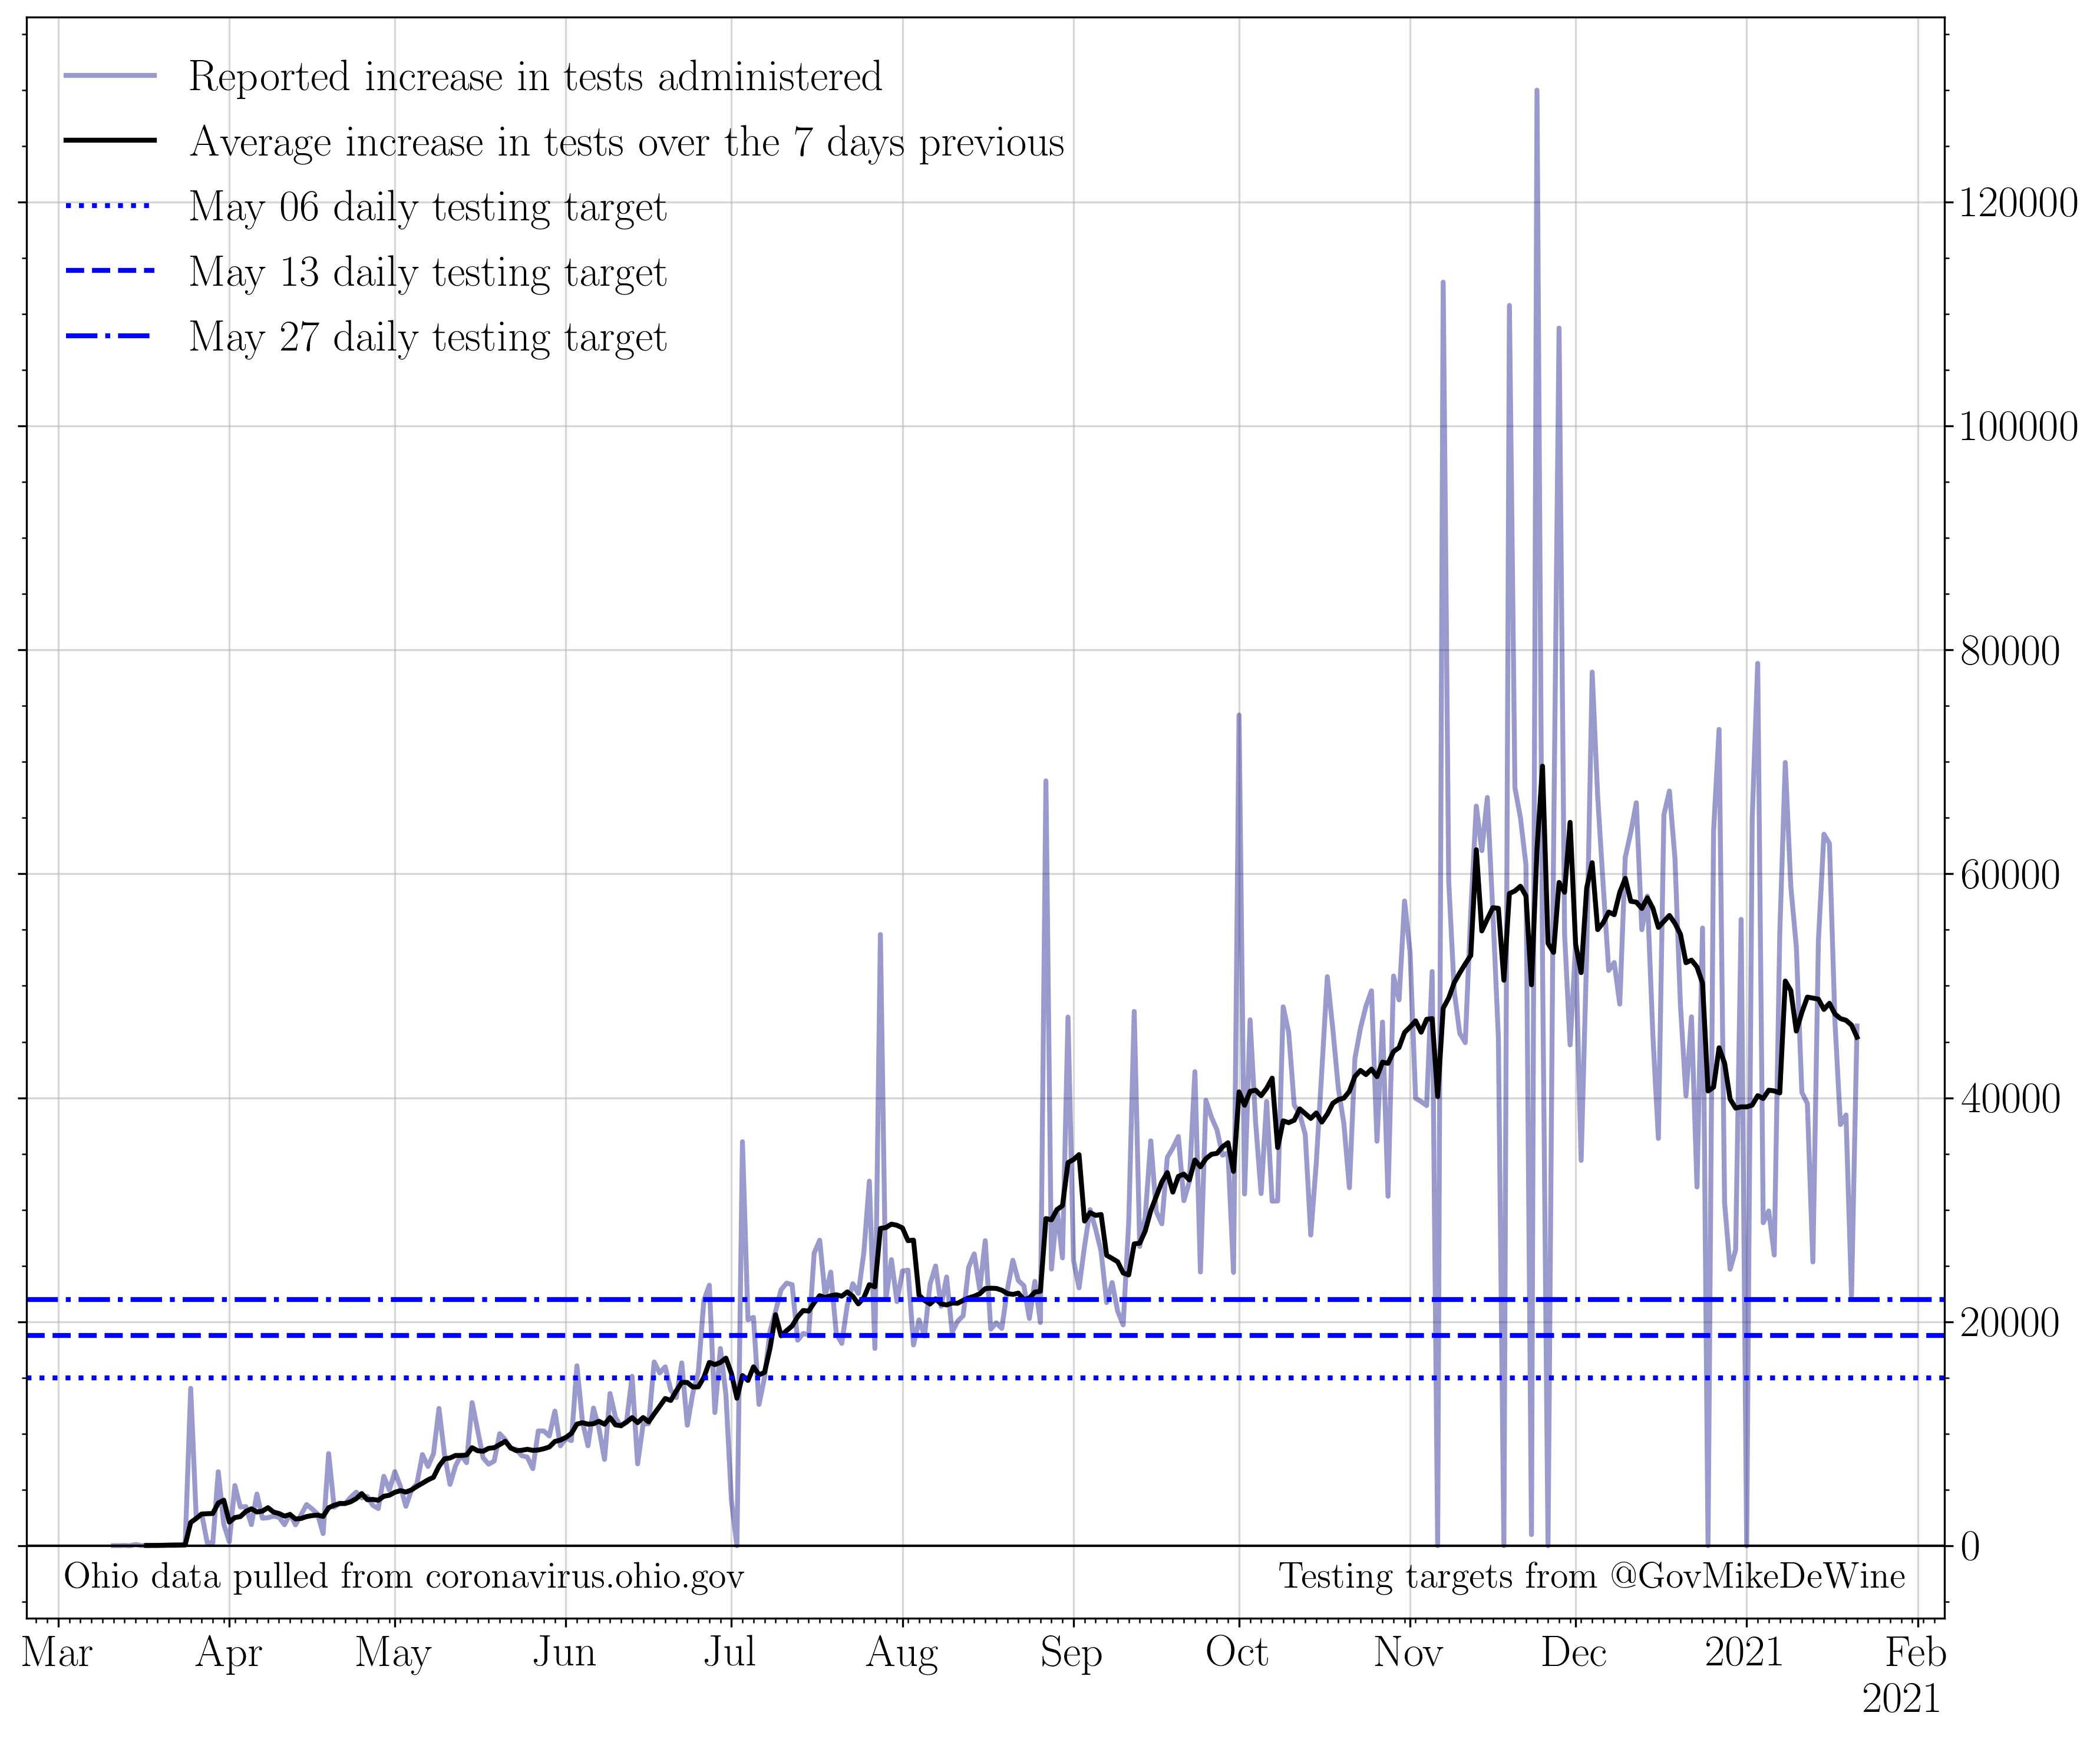 Reported increase in tests administered
Average increase in tests over the 7 days previous
May 06 daily testing target
May 13 daily testing target
May 27 daily testing target
120000
100000
80000
60000
40000
20000
0
Ohio data pulled from coronavirus.ohio.gov
Testing targets from @GovMikeDeWine
Mar Apr May Jun Jul Aug Sep Oct Nov Dec 2021 Feb
2021